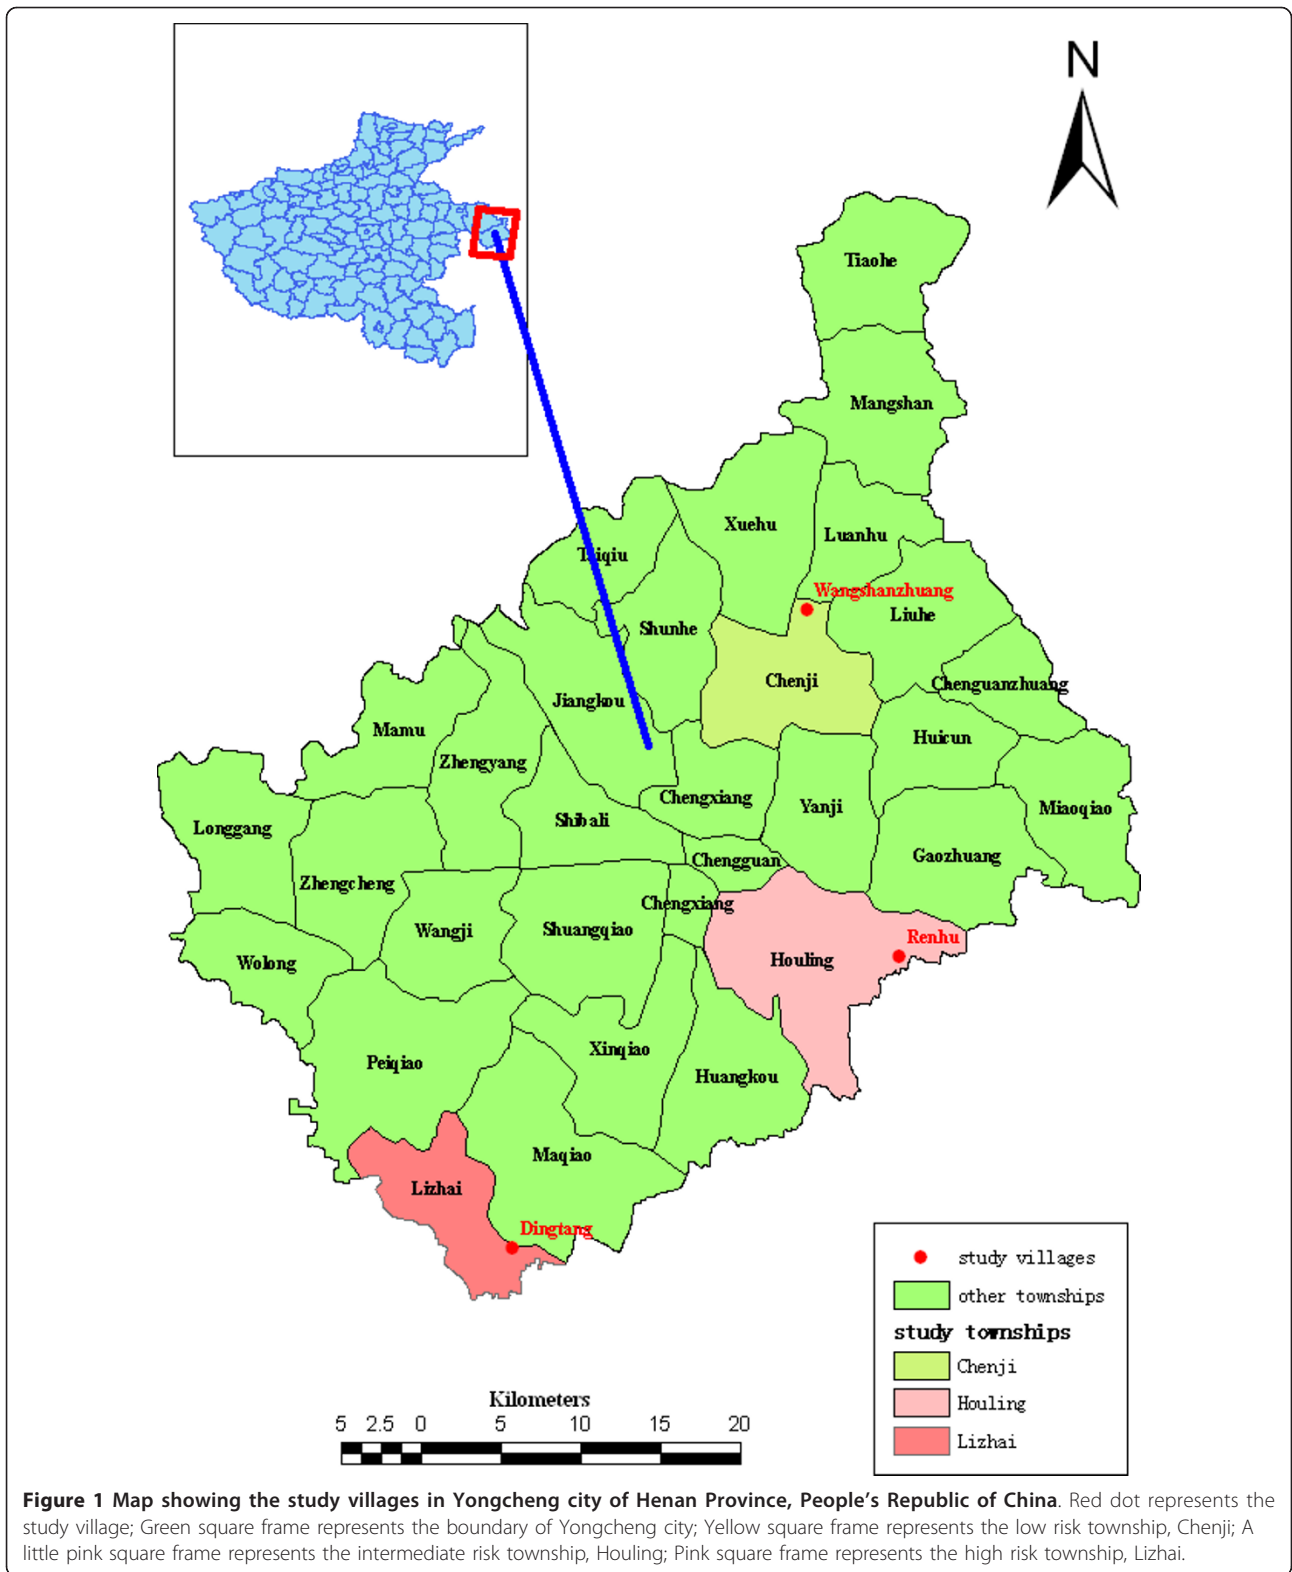 N
Tiaohe
Mangshan
Xuehu
Luanhu
Taiqiu
Wangshanzhuang
Liuhe
Shunhe
Chenji
Chenguanzhuang
Jiangkou
Mamu
Huicun
Zhengyang
Chengxiang
Yanji
Miaoqiao
Shibali
Longgang
Gaozhuang
Chengguan
Zhengcheng
Chengxiang
Wangji
Shuangqiao
Renhu
Wolong
Houling
Xinqiao
Peiqiao
Huangkou
Maqiao
Lizhai
Dingtang
study villages
other townships
study townships
Chenji
Houling
Lizhai
Kilometers
5 2.5 0 5 10 15 20
Figure 1 Map showing the study villages in Yongcheng city of Henan Province, People's Republic of China. Red dot represents the
study village; Green square frame represents the boundary of Yongcheng city; Yellow square frame represents the low risk township, Chenji; A
little pink square frame represents the intermediate risk township, Houling; Pink square frame represents the high risk township, Lizhai.